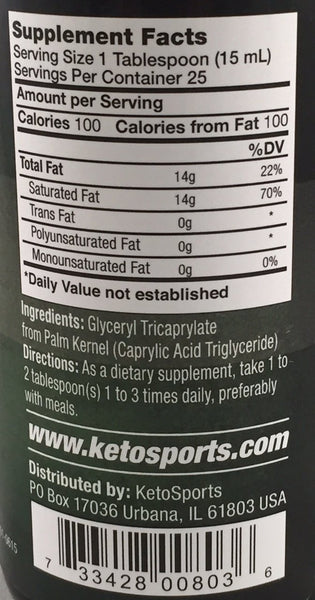 Supplement Facts
Serving Size 1 Tablespoon (15 mL)
Servings Per Container 25
Amount per Serving
Calories 100 Calories from Fat 100
%DV
Total Fat 14g 22%
Saturated Fat 14g 70%
Trans Fat 0g *
Polyunsaturated Fat 0g *
Monounsaturated Fat 0g 0%
*Daily Value not established
Ingredients: Glyceryl Tricaprylate
from Palm Kernel (Caprylic Acid Triglyceride)
Directions: As a dietary supplement, take 1 to
2 tablespoon(s) 1 to 3 times daily, preferably
with meals.
www.ketosports.com
Distributed by: KetoSports
PO Box 17036 Urbana, IL 61803 USA
7 33428 00803 6